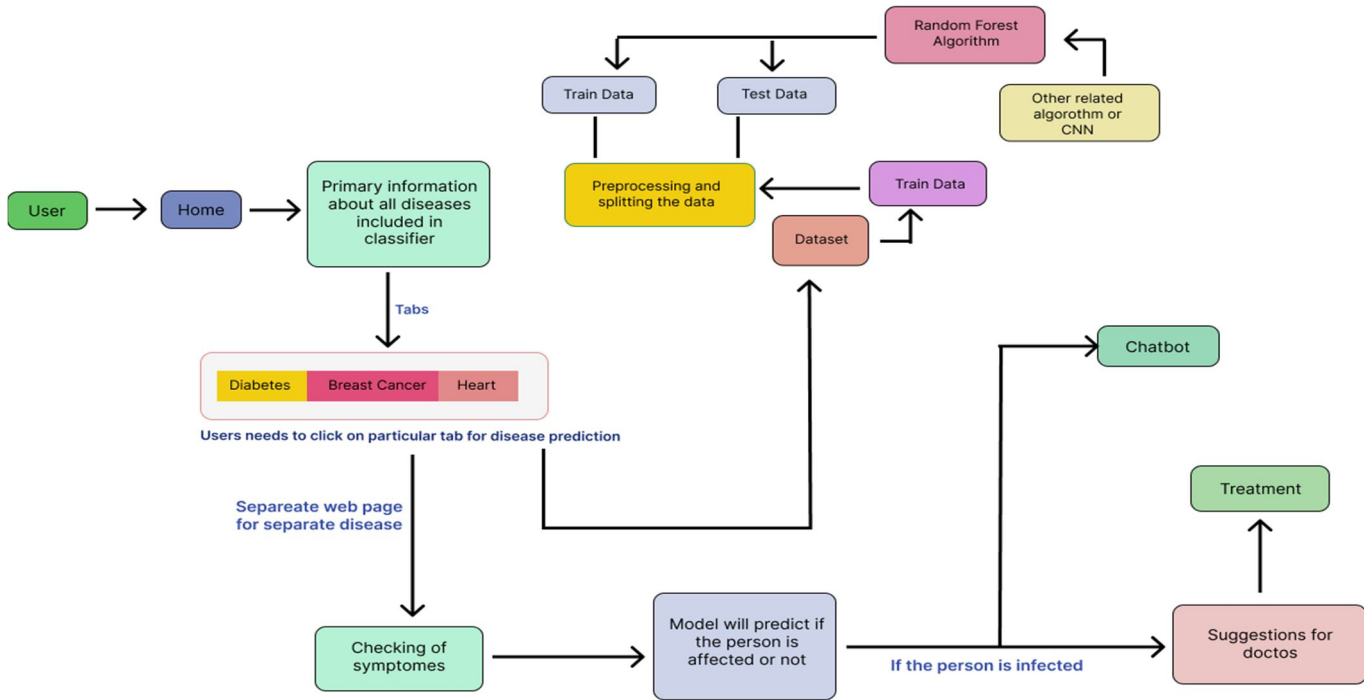 Random Forest
Algorithm
Train Data
Test Data
Other related
algorothm or
CNN
User
Home
Primary information
about all diseases
included in
classifier
Preprocessing and
splitting the data
Train Data
Dataset
Tabs
Diabetes
Breast Cancer
Heart
Users needs to click on particular tab for disease prediction
Chatbot
Separeate web page
for separate disease
Treatment
Checking of
symptomes
Model will predict if
the person is
affected or not
If the person is infected
Suggestions for
doctos